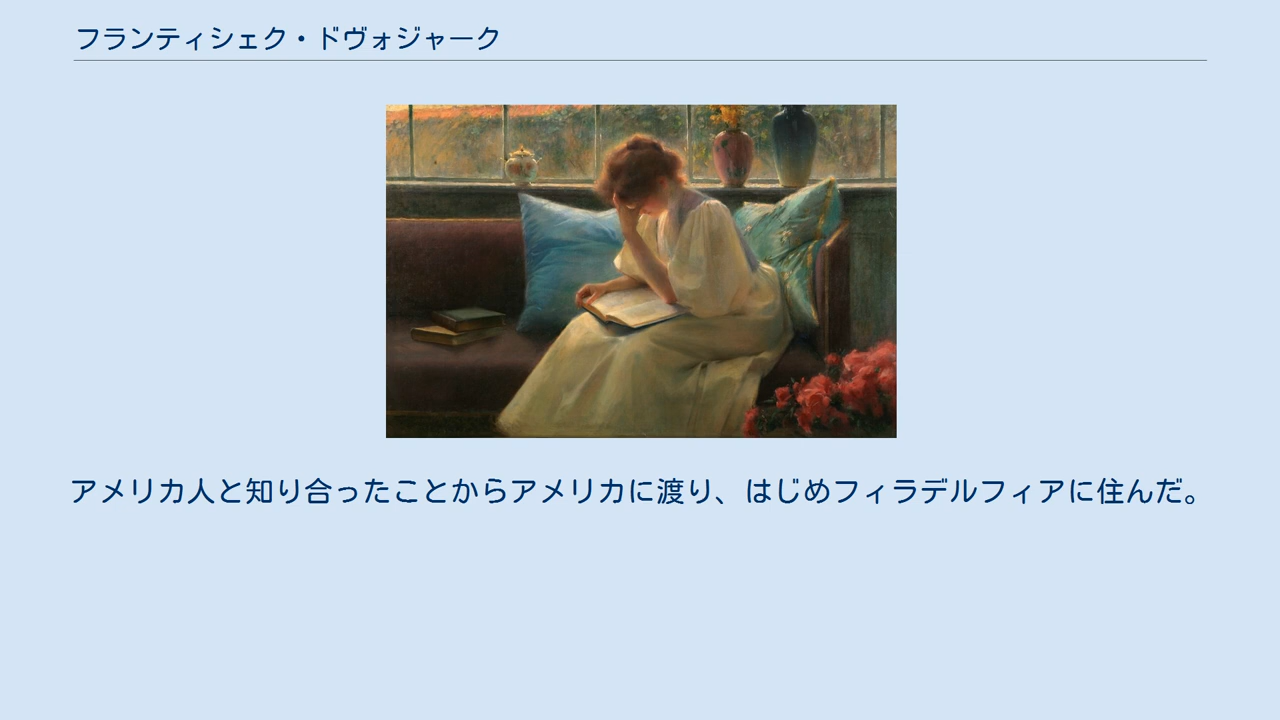 フランティシェク・ドヴォジャーク
アメリカ人と知り合ったことからアメリカに渡り、はじめフィラデルフィアに住んだ。